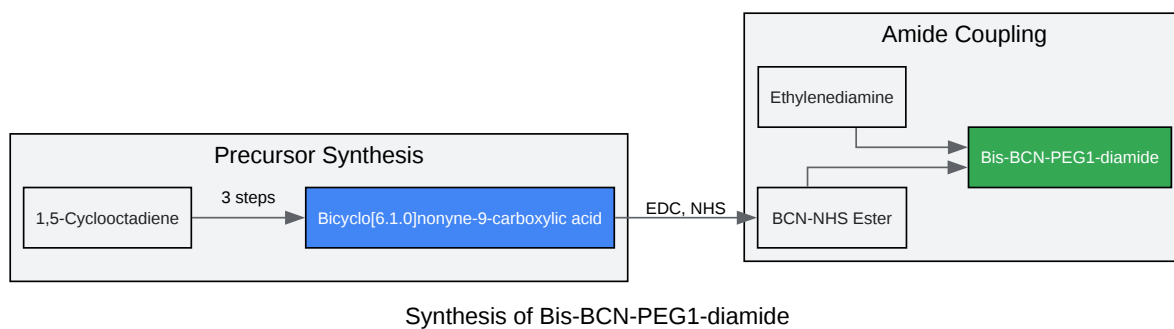 Amide Coupling
Ethylenediamine
Bis-BCN-PEG1-diamide
Precursor Synthesis
1,5-Cyclooctadiene
3 steps
Bicyclo[6.1.0]nonyne-9-carboxylic acid
EDC, NHS
BCN-NHS Ester
Synthesis of Bis-BCN-PEG1-diamide